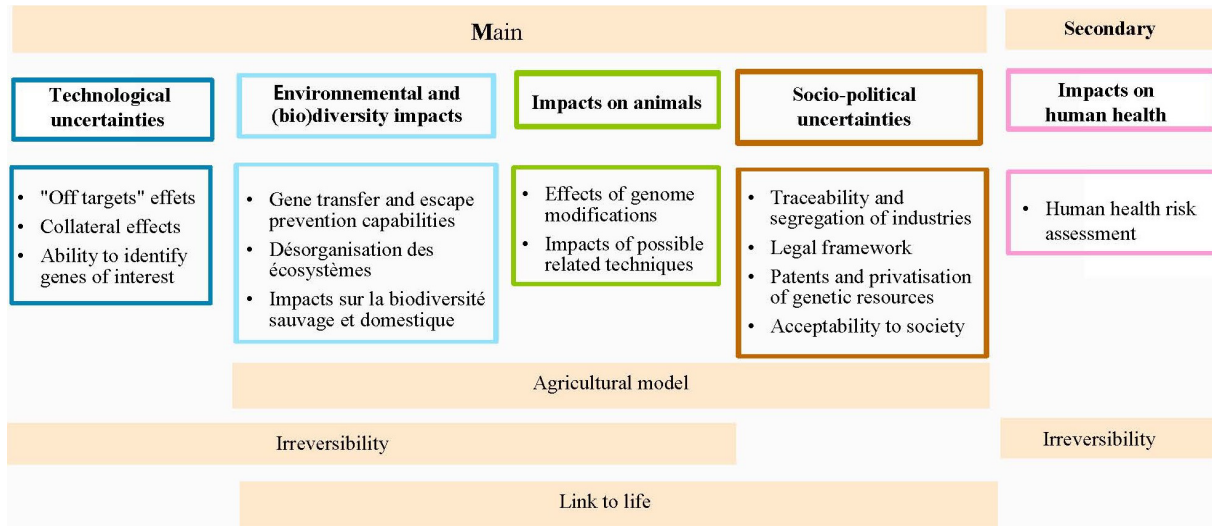 Main
Secondary
Technological
uncertainties
Environnemental and
(bio)diversity impacts
Impacts on animals
Socio-political
uncertainties
Impacts on
human health
• "Off targets" effets
• Collateral effects
• Ability to identify
genes of interest
• Gene transfer and escape
prevention capabilities
• Désorganisation des
écosystèmes
• Impacts sur la biodiversité
sauvage et domestique
• Effects of genome
modifications
• Impacts of possible
related techniques
• Traceability and
segregation of industries
• Legal framework
• Patents and privatisation
of genetic resources
• Acceptability to society
• Human health risk
assessment
Agricultural model
Irreversibility
Irreversibility
Link to life